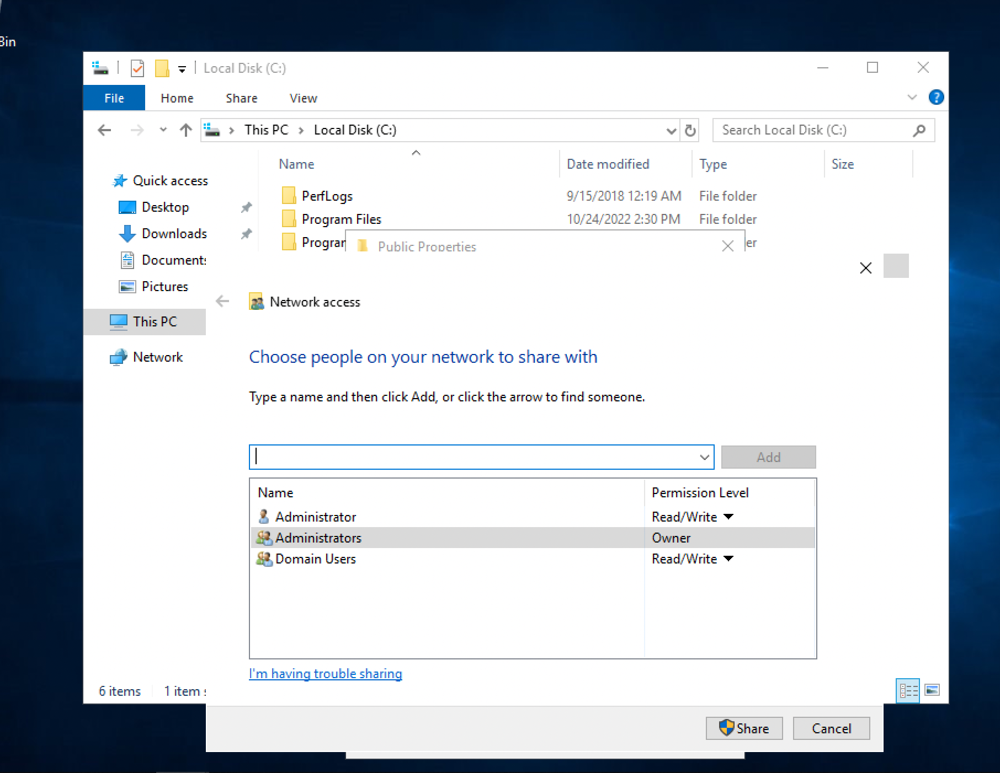 Bin
Local Disk (C:)
File Home Share View
?
This PC Local Disk (C:)
Search Local Disk (C:)
Name Date modified Type Size
Quick access
Desktop
Downloads
Documents
Pictures
This PC
Network
PerfLogs 9/15/2018 12:19 AM File folder
Program Files 10/24/2022 2:30 PM File folder
Program er
Public Properties
Network access
Choose people on your network to share with
Type a name and then click Add, or click the arrow to find someone.
Add
Name Permission Level
Administrator Read/Write
Administrators Owner
Domain Users Read/Write
I'm having trouble sharing
6 items 1 item s
Share Cancel